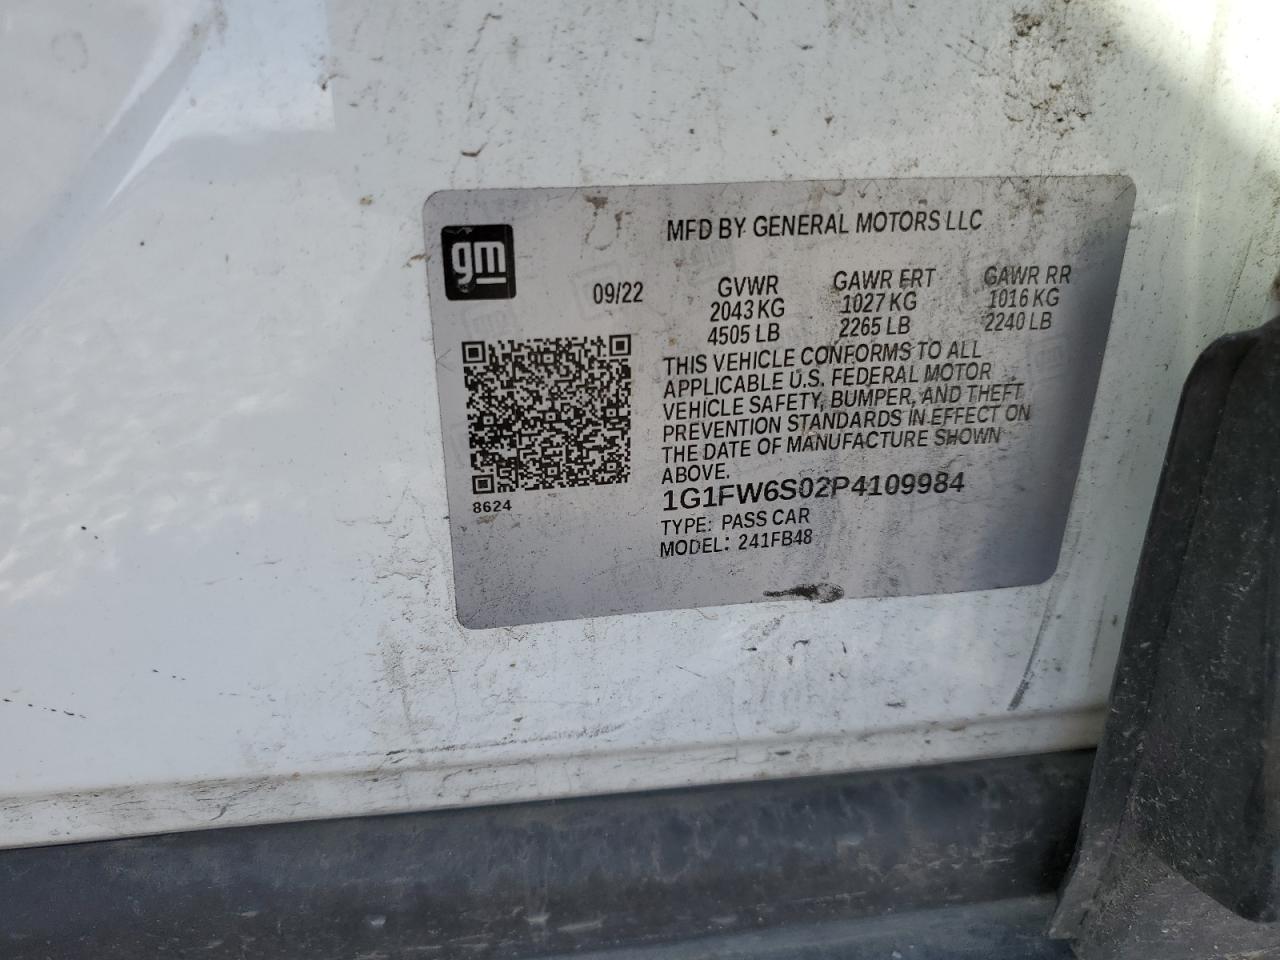 gm
MFD BY GENERAL MOTORS LLC
09/22
GVWR GAWR FRT GAWR RR
2043 KG 1027 KG 1016 KG
4505 LB 2265 LB 2240 LB
THIS VEHICLE CONFORMS TO ALL
APPLICABLE U.S. FEDERAL MOTOR
VEHICLE SAFETY, BUMPER, AND THEFT
PREVENTION STANDARDS IN EFFECT ON
THE DATE OF MANUFACTURE SHOWN
ABOVE.
8624
1G1FW6S02P4109984
TYPE: PASS CAR
MODEL: 241FB48